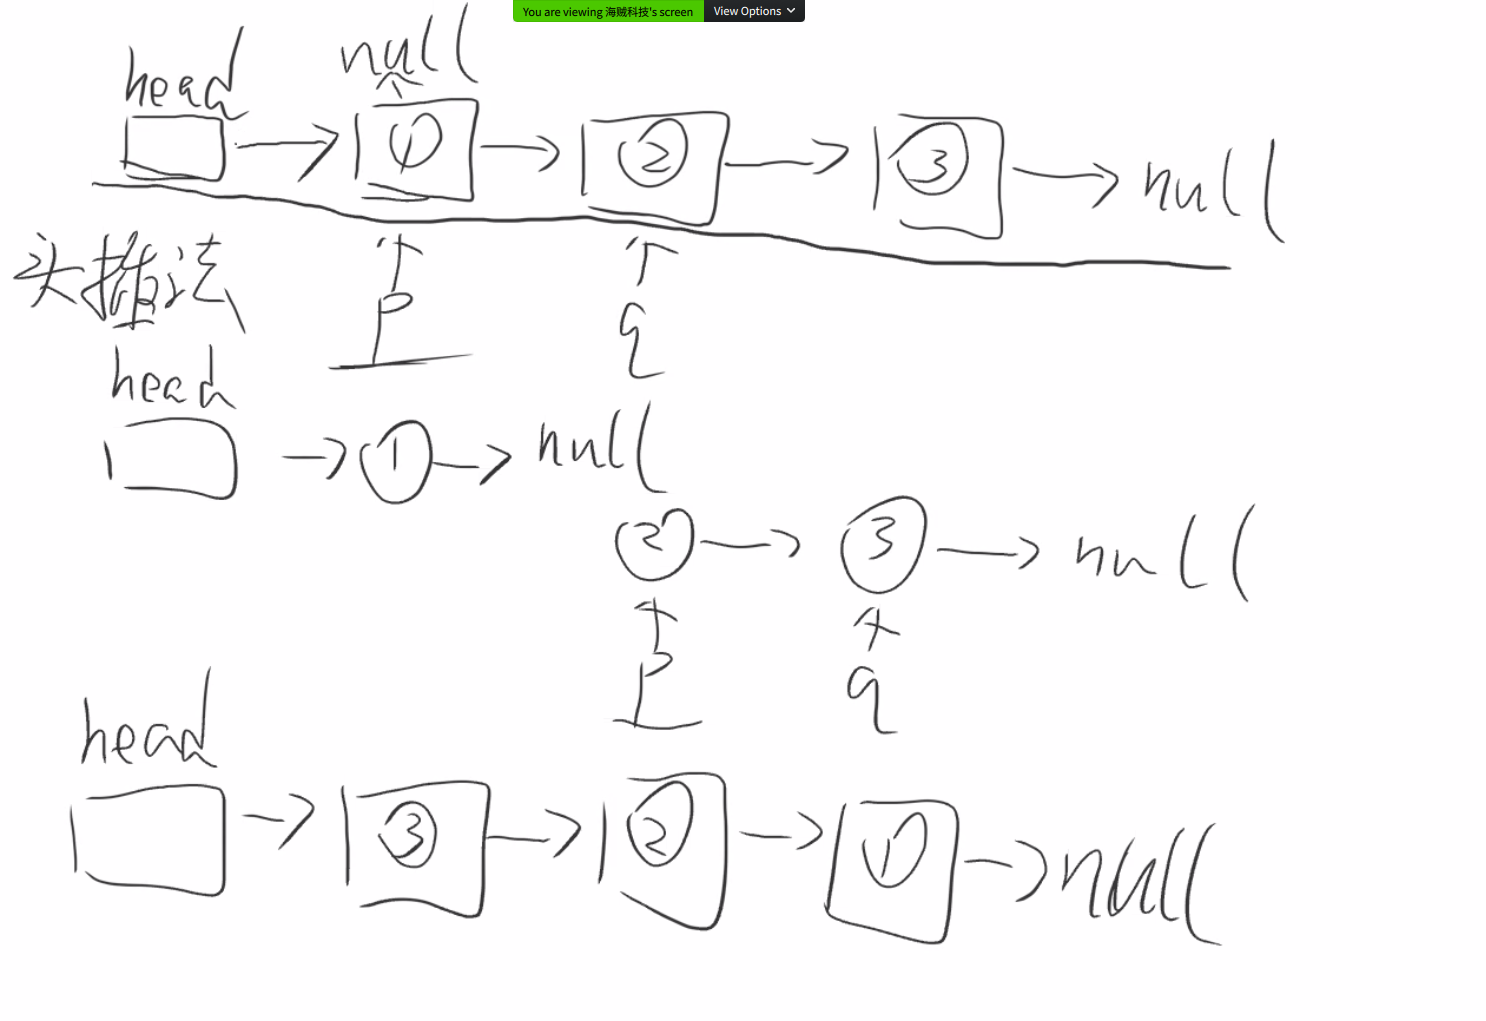 You are viewing 海贼科技's screen View Options
head null
① → ② → ③ → null
头插法
p q
head
→ ① → null
② → ③ → null
p q
head
→ ③ → ② → ① → null